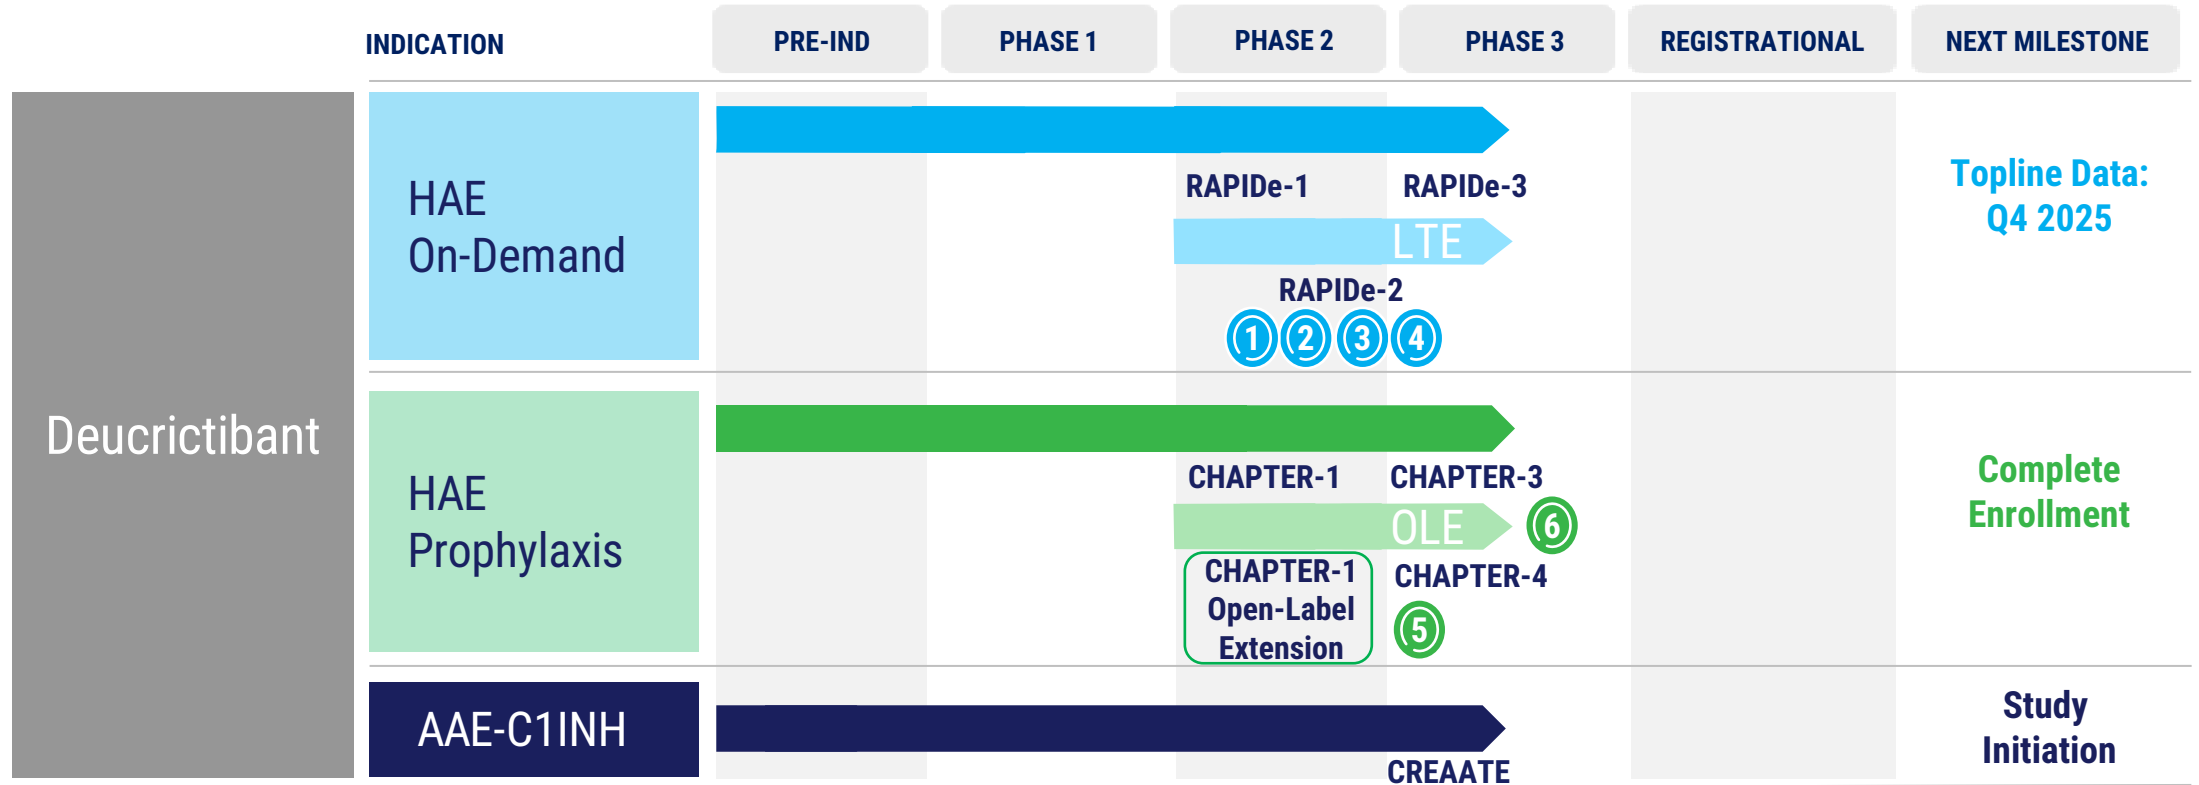 INDICATION
PRE-IND
PHASE 1
PHASE 2
PHASE 3
REGISTRATIONAL
NEXT MILESTONE
Deucrictibant
HAE
On-Demand
RAPIDe-1
RAPIDe-3
LTE
RAPIDe-2
1
2
3
4
Topline Data:
Q4 2025
HAE
Prophylaxis
CHAPTER-1
CHAPTER-3
OLE
6
CHAPTER-1
Open-Label
Extension
CHAPTER-4
5
Complete
Enrollment
AAE-C1INH
CREAATE
Study
Initiation